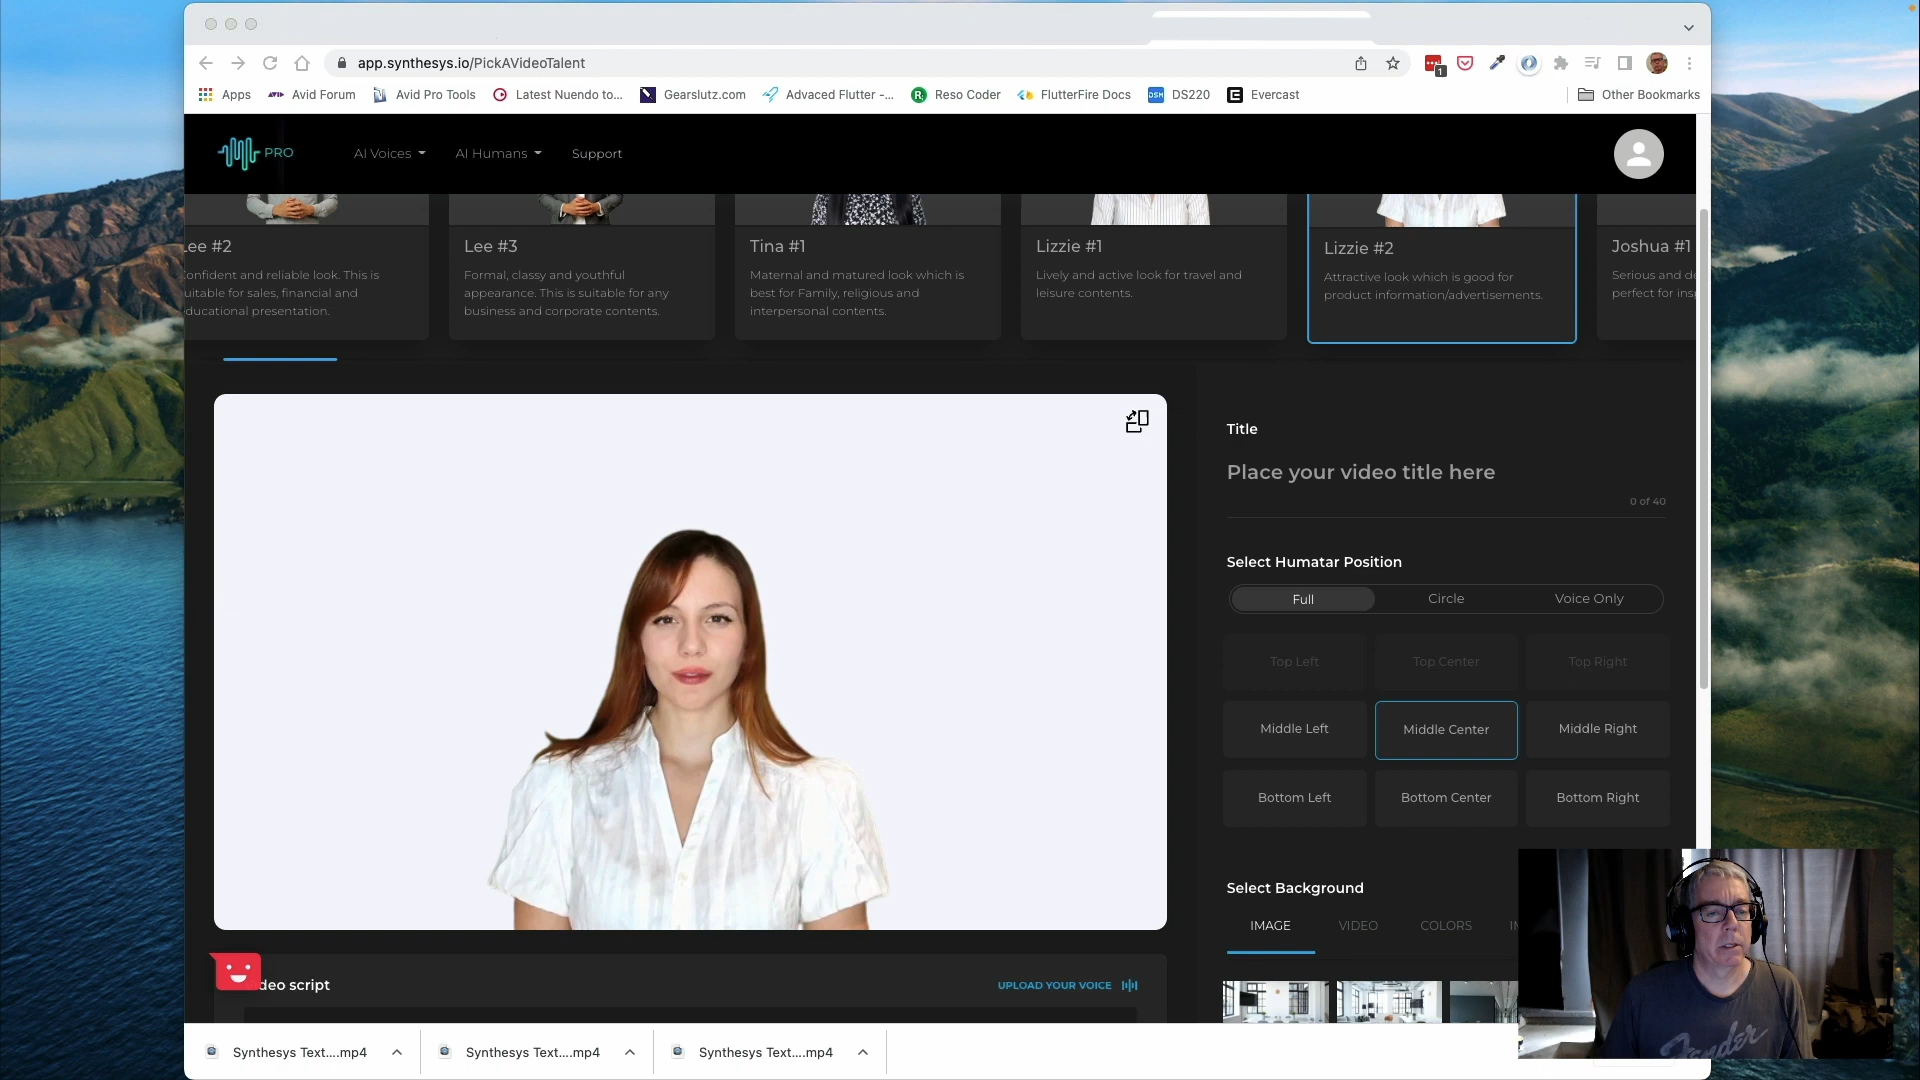 app.synthesys.io/PickAVideoTalent
1
Apps
Avid Forum
Avid Pro Tools
Latest Nuendo to...
Gearslutz.com
Advaced Flutter -...
Reso Coder
FlutterFire Docs
DSM
DS220
Evercast
Other Bookmarks
PRO
AI Voices
AI Humans
Support
Lee #2
Confident and reliable look. This is
uitable for sales, financial and
ducational presentation.
Lee #3
Formal, classy and youthful
appearance. This is suitable for any
business and corporate contents.
Tina #1
Maternal and matured look which is
best for Family, religious and
interpersonal contents.
Lizzie #1
Lively and active look for travel and
leisure contents.
Lizzie #2
Attractive look which is good for
product information/advertisements.
Joshua #1
Serious and de
perfect for insp
Title
Place your video title here
0 of 40
Select Humatar Position
Full
Circle
Voice Only
Top Left
Top Center
Top Right
Middle Left
Middle Center
Middle Right
Bottom Left
Bottom Center
Bottom Right
Select Background
IMAGE
VIDEO
COLORS
deo script
UPLOAD YOUR VOICE
Fender
Synthesys Text....mp4
Synthesys Text....mp4
Synthesys Text....mp4